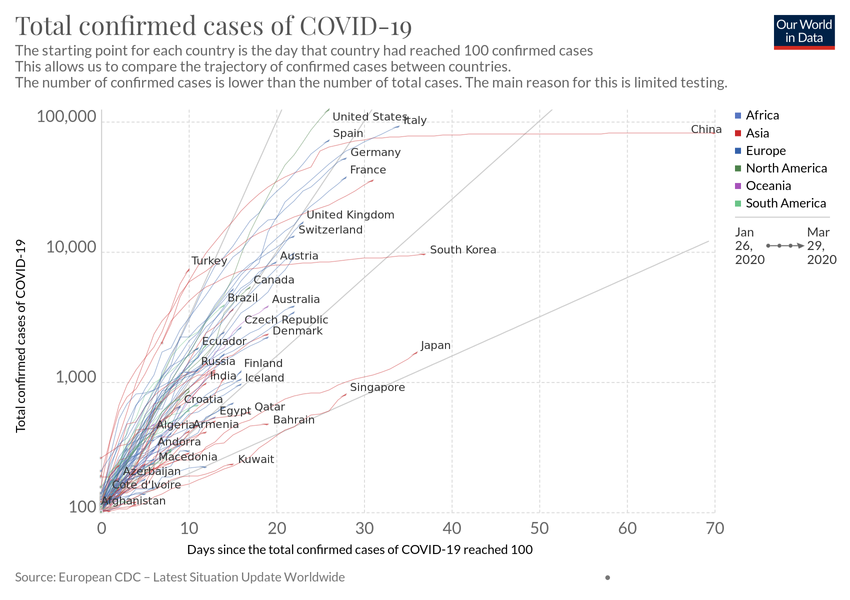 Total confirmed cases of COVID-19
The starting point for each country is the day that country had reached 100 confirmed cases
This allows us to compare the trajectory of confirmed cases between countries.
The number of confirmed cases is lower than the number of total cases. The main reason for this is limited testing.
Our World
in Data
100,000
10,000
1,000
100
Total confirmed cases of COVID-19
United States
Italy
China
Spain
Germany
France
United Kingdom
Switzerland
South Korea
Austria
Turkey
Canada
Brazil
Australia
Czech Republic
Denmark
Ecuador
Japan
Russia
Finland
India
Iceland
Singapore
Croatia
Qatar
Egypt
Bahrain
Algeria
Armenia
Andorra
Macedonia
Kuwait
Azerbaijan
Cote d'Ivoire
Afghanistan
0
10
20
30
40
50
60
70
Days since the total confirmed cases of COVID-19 reached 100
Africa
Asia
Europe
North America
Oceania
South America
Jan
26,
2020
Mar
29,
2020
Source: European CDC – Latest Situation Update Worldwide